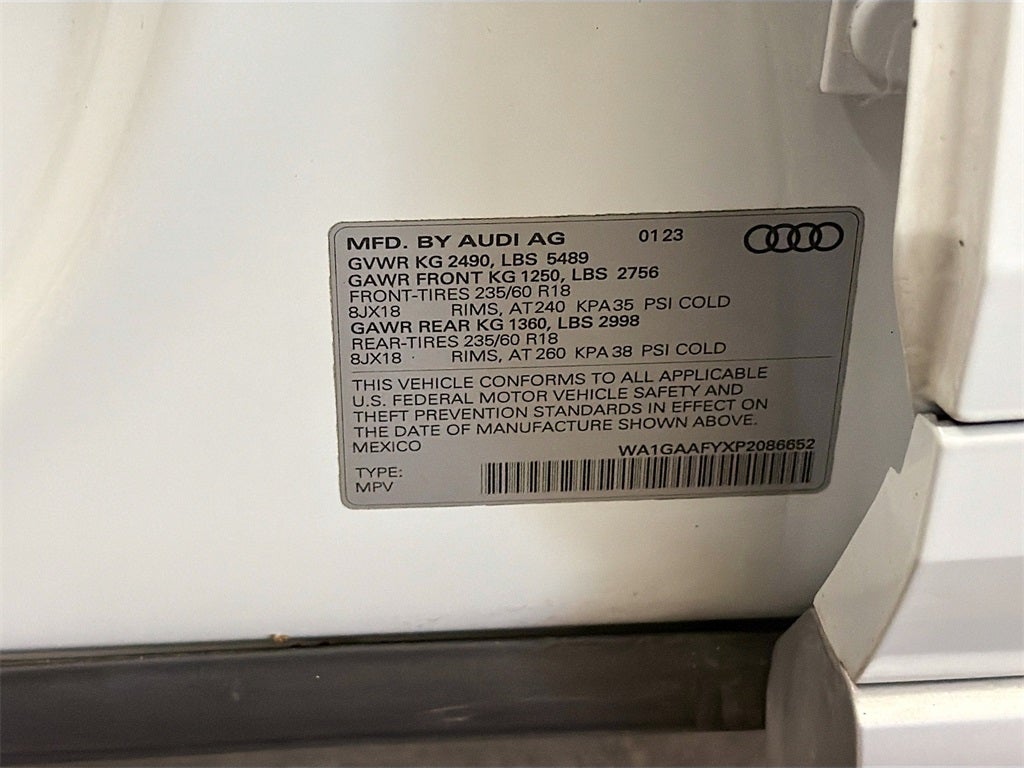 MFD. BY AUDI AG 0123
GVWR KG 2490, LBS 5489
GAWR FRONT KG 1250, LBS 2756
FRONT-TIRES 235/60 R18
8JX18 RIMS, AT 240 KPA 35 PSI COLD
GAWR REAR KG 1360, LBS 2998
REAR-TIRES 235/60 R18
8JX18 RIMS, AT 260 KPA 38 PSI COLD
THIS VEHICLE CONFORMS TO ALL APPLICABLE
U.S. FEDERAL MOTOR VEHICLE SAFETY AND
THEFT PREVENTION STANDARDS IN EFFECT ON
THE DATE OF MANUFACTURE SHOWN ABOVE.
MEXICO WA1GAAFYXP2086652
TYPE:
MPV